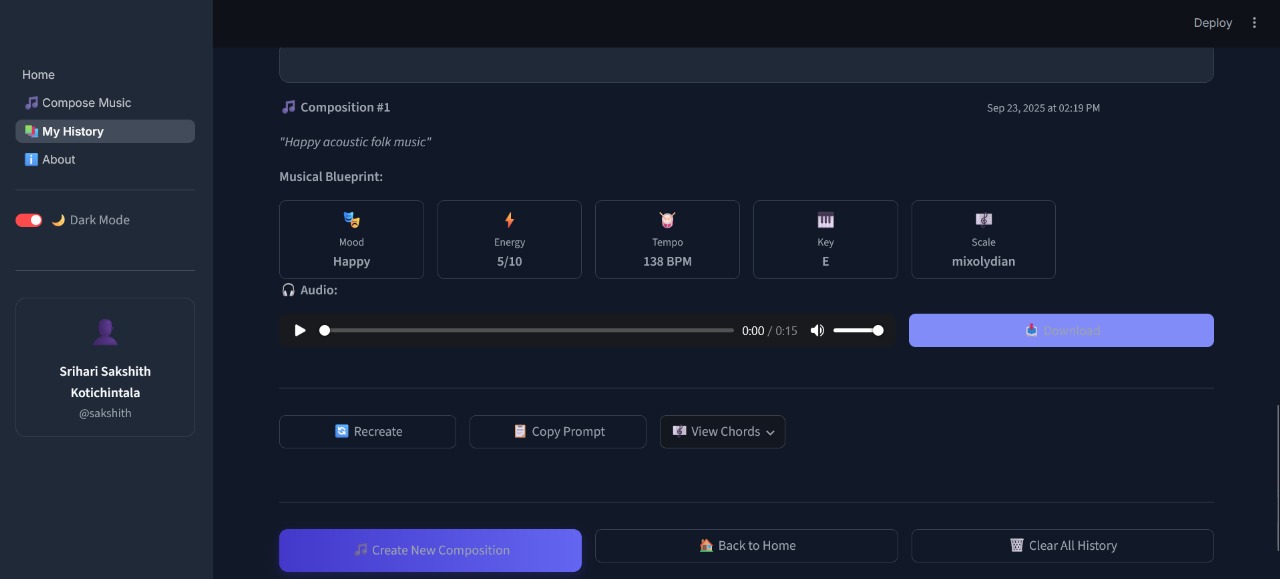 Deploy
Home
🎵 Compose Music
My History
About
🌙 Dark Mode
Srihari Sakshith
Kotichintala
@sakshith
🎵 Composition #1
Sep 23, 2025 at 02:19 PM
"Happy acoustic folk music"
Musical Blueprint:
Mood
Happy
Energy
5/10
Tempo
138 BPM
Key
E
Scale
mixolydian
🎧 Audio:
0:00 / 0:15
Download
Recreate
Copy Prompt
View Chords
Create New Composition
Back to Home
Clear All History